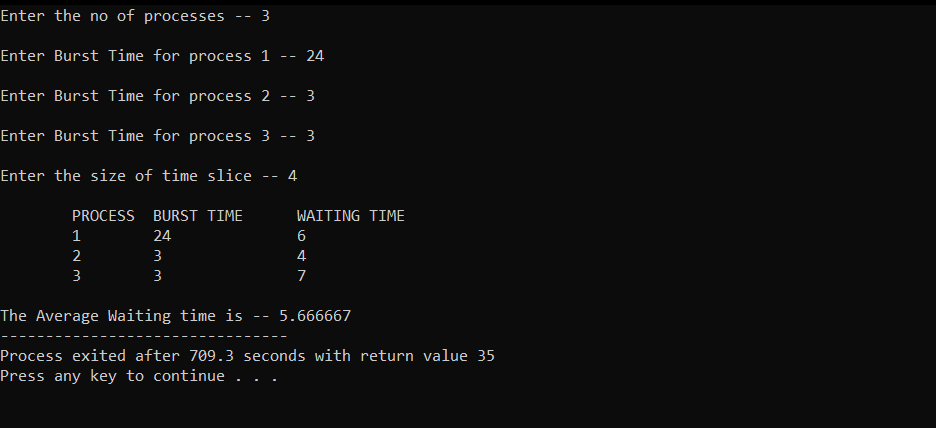 Enter the no of processes -- 3
Enter Burst Time for process 1 -- 24
Enter Burst Time for process 2 -- 3
Enter Burst Time for process 3 -- 3
Enter the size of time slice -- 4
PROCESS BURST TIME WAITING TIME
1 24 6
2 3 4
3 3 7
The Average Waiting time is -- 5.666667
--------------------------------
Process exited after 709.3 seconds with return value 35
Press any key to continue . . .